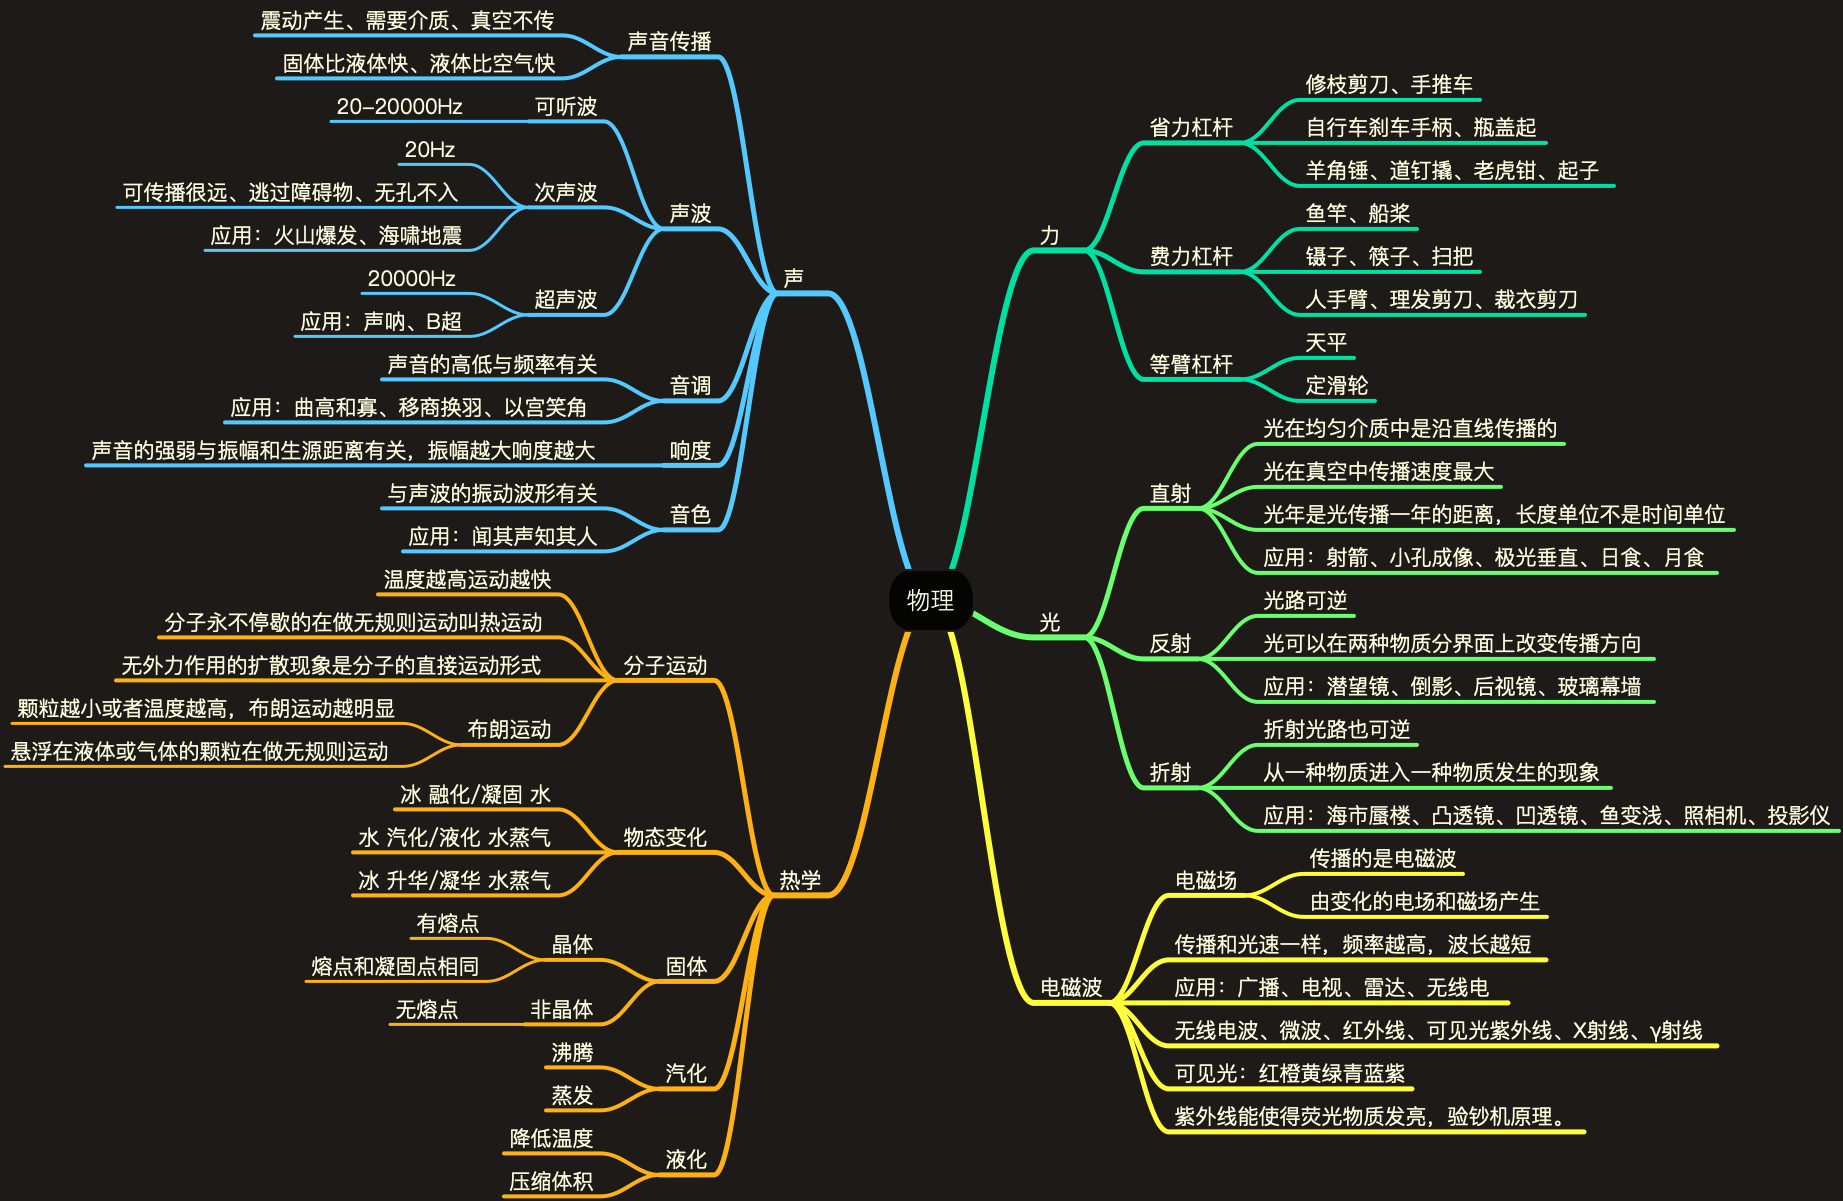 物理
声
声音传播
震动产生、需要介质、真空不传
固体比液体快、液体比空气快
声波
可听波
20-20000Hz
次声波
20Hz
可传播很远、逃过障碍物、无孔不入
应用：火山爆发、海啸地震
超声波
20000Hz
应用：声呐、B超
音调
声音的高低与频率有关
应用：曲高和寡、移商换羽、以宫笑角
响度
声音的强弱与振幅和生源距离有关，振幅越大响度越大
音色
与声波的振动波形有关
应用：闻其声知其人
热学
分子运动
温度越高运动越快
分子永不停歇的在做无规则运动叫热运动
无外力作用的扩散现象是分子的直接运动形式
布朗运动
颗粒越小或者温度越高，布朗运动越明显
悬浮在液体或气体的颗粒在做无规则运动
物态变化
冰 融化/凝固 水
水 汽化/液化 水蒸气
冰 升华/凝华 水蒸气
固体
晶体
有熔点
熔点和凝固点相同
非晶体
无熔点
汽化
沸腾
蒸发
液化
降低温度
压缩体积
力
省力杠杆
修枝剪刀、手推车
自行车刹车手柄、瓶盖起
羊角锤、道钉撬、老虎钳、起子
费力杠杆
鱼竿、船桨
镊子、筷子、扫把
人手臂、理发剪刀、裁衣剪刀
等臂杠杆
天平
定滑轮
光
直射
光在均匀介质中是沿直线传播的
光在真空中传播速度最大
光年是光传播一年的距离，长度单位不是时间单位
应用：射箭、小孔成像、极光垂直、日食、月食
反射
光路可逆
光可以在两种物质分界面上改变传播方向
应用：潜望镜、倒影、后视镜、玻璃幕墙
折射
折射光路也可逆
从一种物质进入一种物质发生的现象
应用：海市蜃楼、凸透镜、凹透镜、鱼变浅、照相机、投影仪
电磁波
电磁场
传播的是电磁波
由变化的电场和磁场产生
传播和光速一样，频率越高，波长越短
应用：广播、电视、雷达、无线电
无线电波、微波、红外线、可见光紫外线、X射线、γ射线
可见光：红橙黄绿青蓝紫
紫外线能使得荧光物质发亮，验钞机原理。